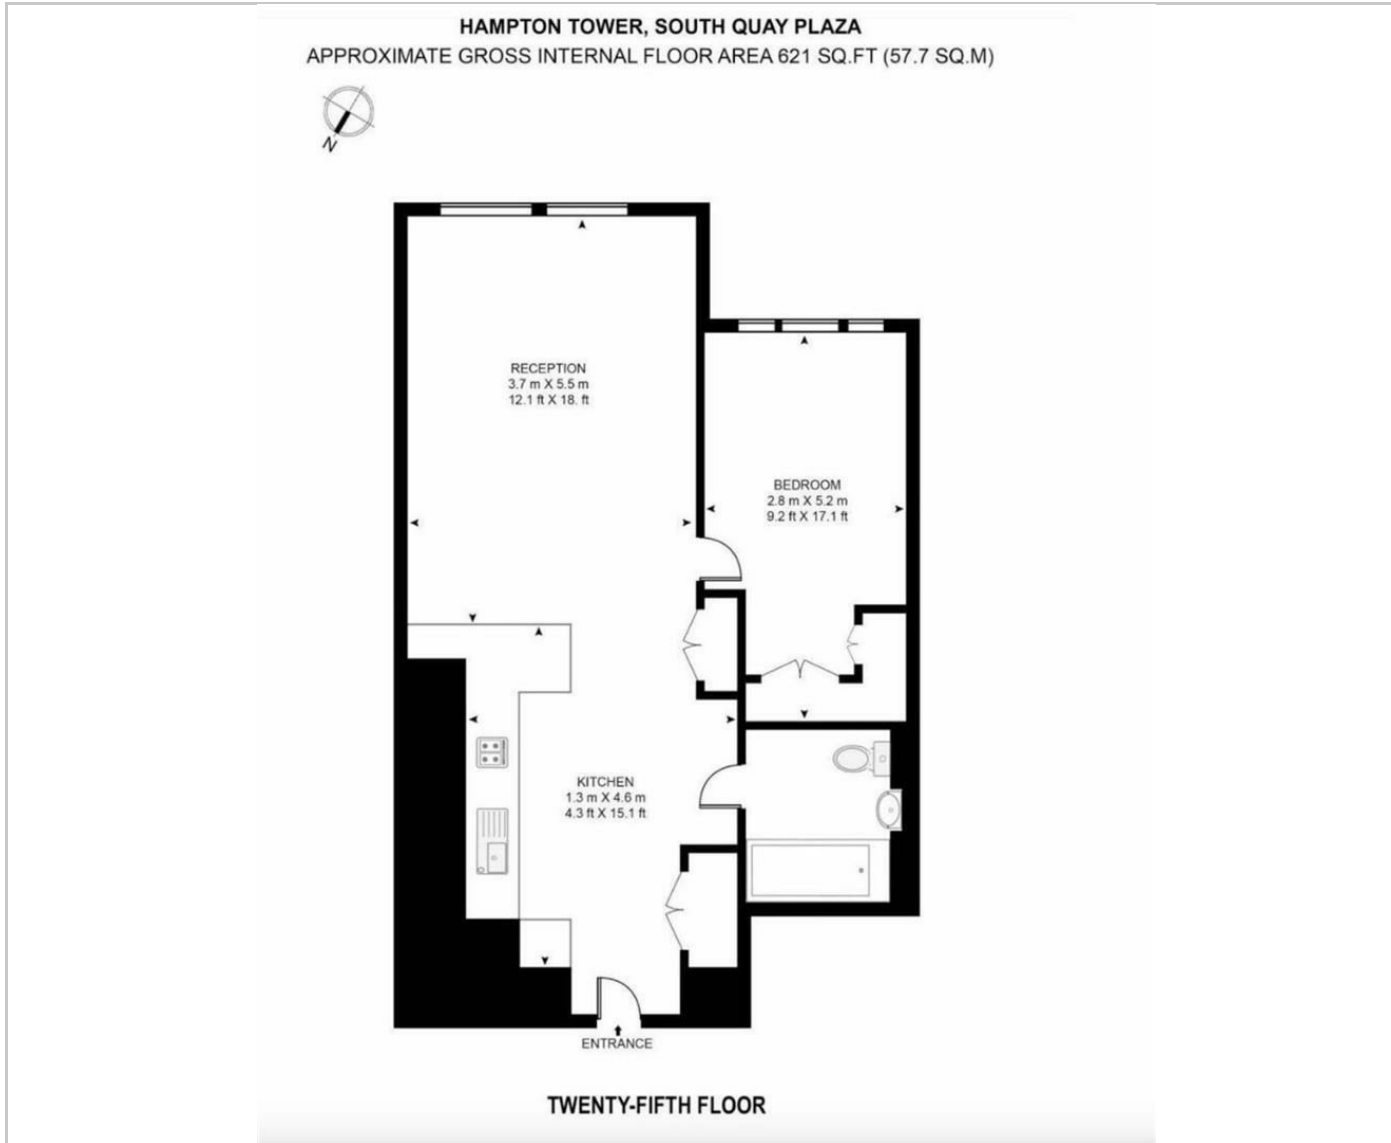 HAMPTON TOWER, SOUTH QUAY PLAZA
APPROXIMATE GROSS INTERNAL FLOOR AREA 621 SQ.FT (57.7 SQ.M)
N
RECEPTION
3.7 m X 5.5 m
12.1 ft X 18. ft
BEDROOM
2.8 m X 5.2 m
9.2 ft X 17.1 ft
KITCHEN
1.3 m X 4.6 m
4.3 ft X 15.1 ft
ENTRANCE
TWENTY-FIFTH FLOOR